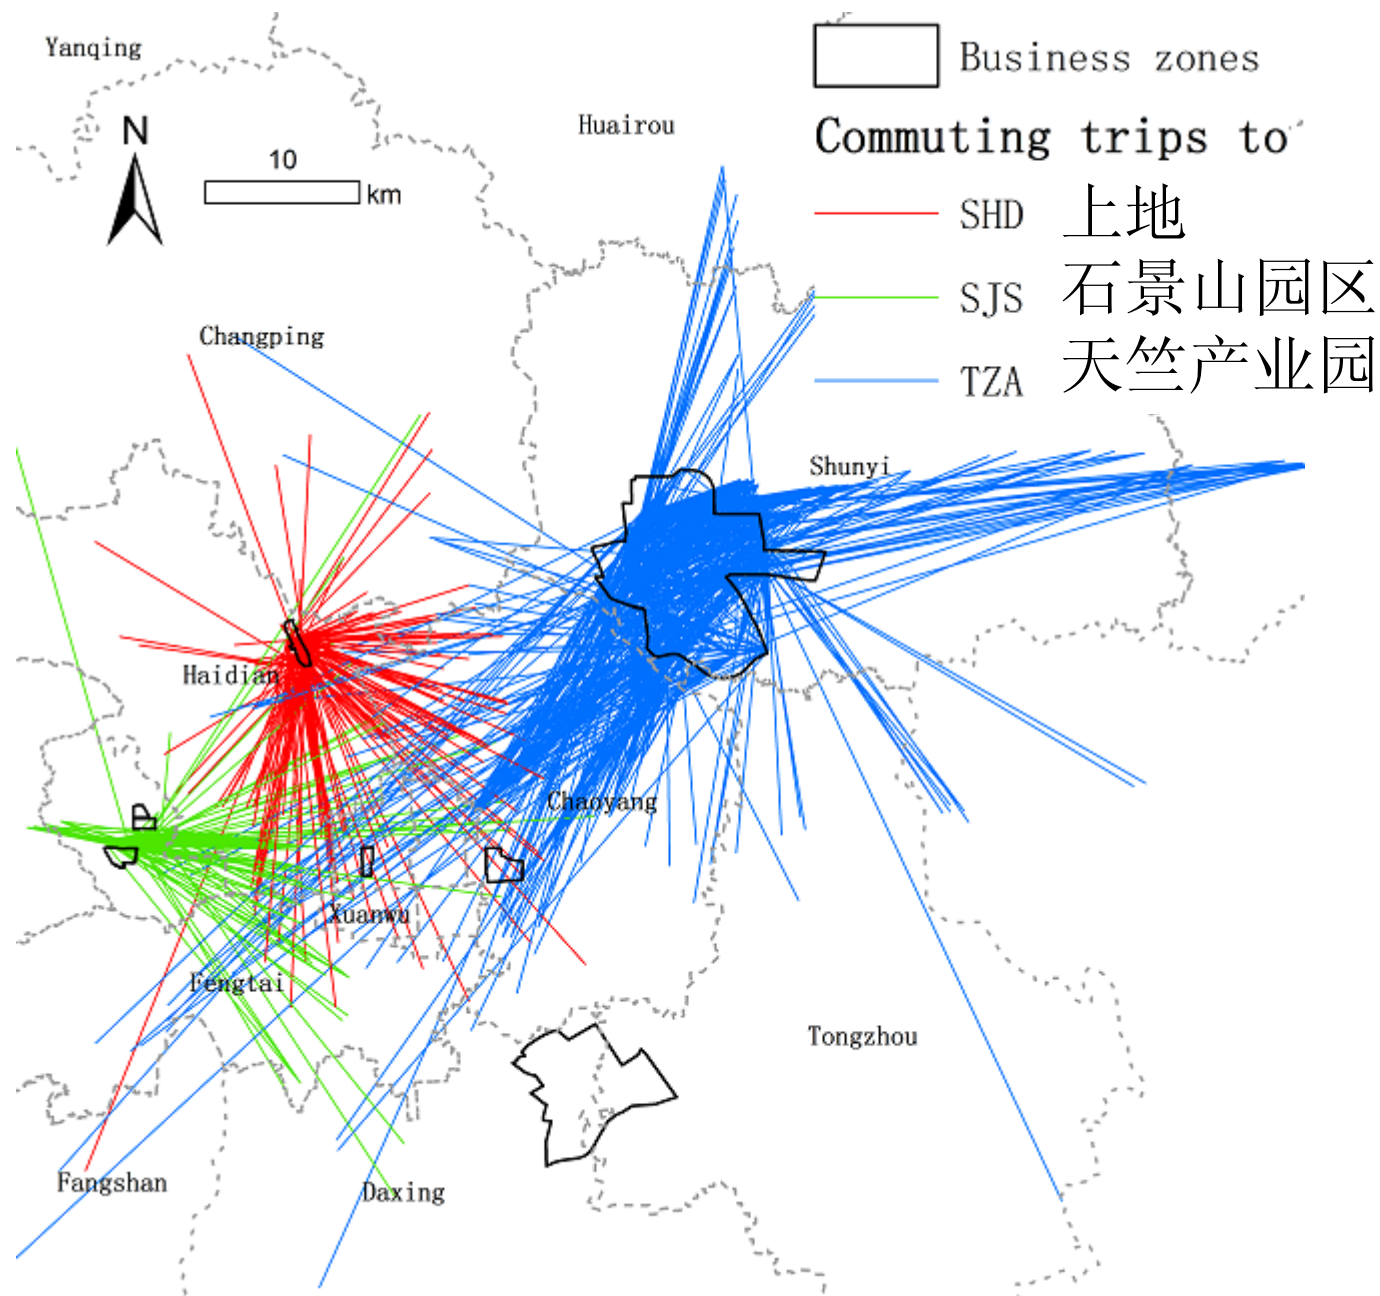 Yanqing
Business zones
N
Huairou
Commuting trips to
10
km
SHD 上地
SJS 石景山园区
Changping
TZA 天竺产业园
Shunyi
Haidian
Chaoyang
Xuanwu
Fengtai
Tongzhou
Fangshan
Daxing